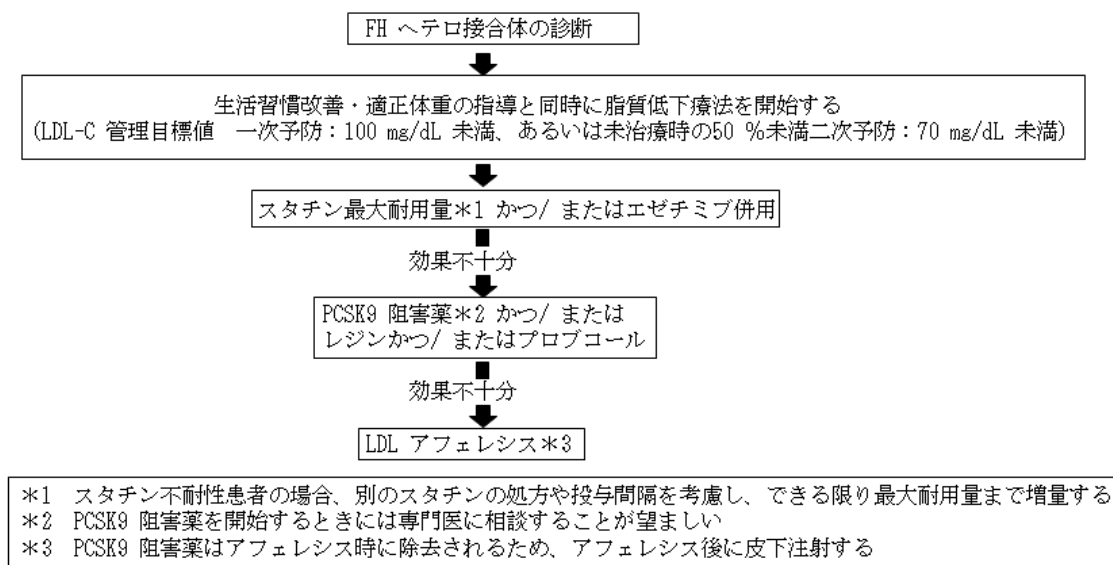 FH ヘテロ接合体の診断
生活習慣改善・適正体重の指導と同時に脂質低下療法を開始する
(LDL-C 管理目標値　一次予防：100 mg/dL 未満、あるいは未治療時の50 %未満二次予防：70 mg/dL 未満)
スタチン最大耐用量*1 かつ/ またはエゼチミブ併用
効果不十分
PCSK9 阻害薬*2 かつ/ または
レジンかつ/ またはプロブコール
効果不十分
LDL アフェレシス*3
*1　スタチン不耐性患者の場合、別のスタチンの処方や投与間隔を考慮し、できる限り最大耐用量まで増量する
*2　PCSK9 阻害薬を開始するときには専門医に相談することが望ましい
*3　PCSK9 阻害薬はアフェレシス時に除去されるため、アフェレシス後に皮下注射する